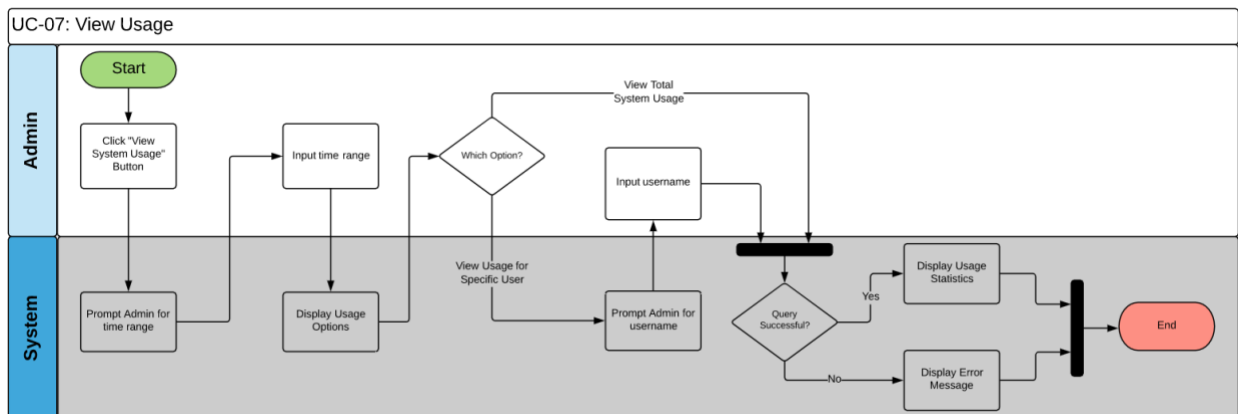 UC-07: View Usage
Admin
Start
Click "View
System Usage"
Button
Input time range
Which Option?
View Total
System Usage
Input username
System
Prompt Admin for
time range
Display Usage
Options
View Usage for
Specific User
Prompt Admin for
username
Query
Successful?
Yes
Display Usage
Statistics
No
Display Error
Message
End